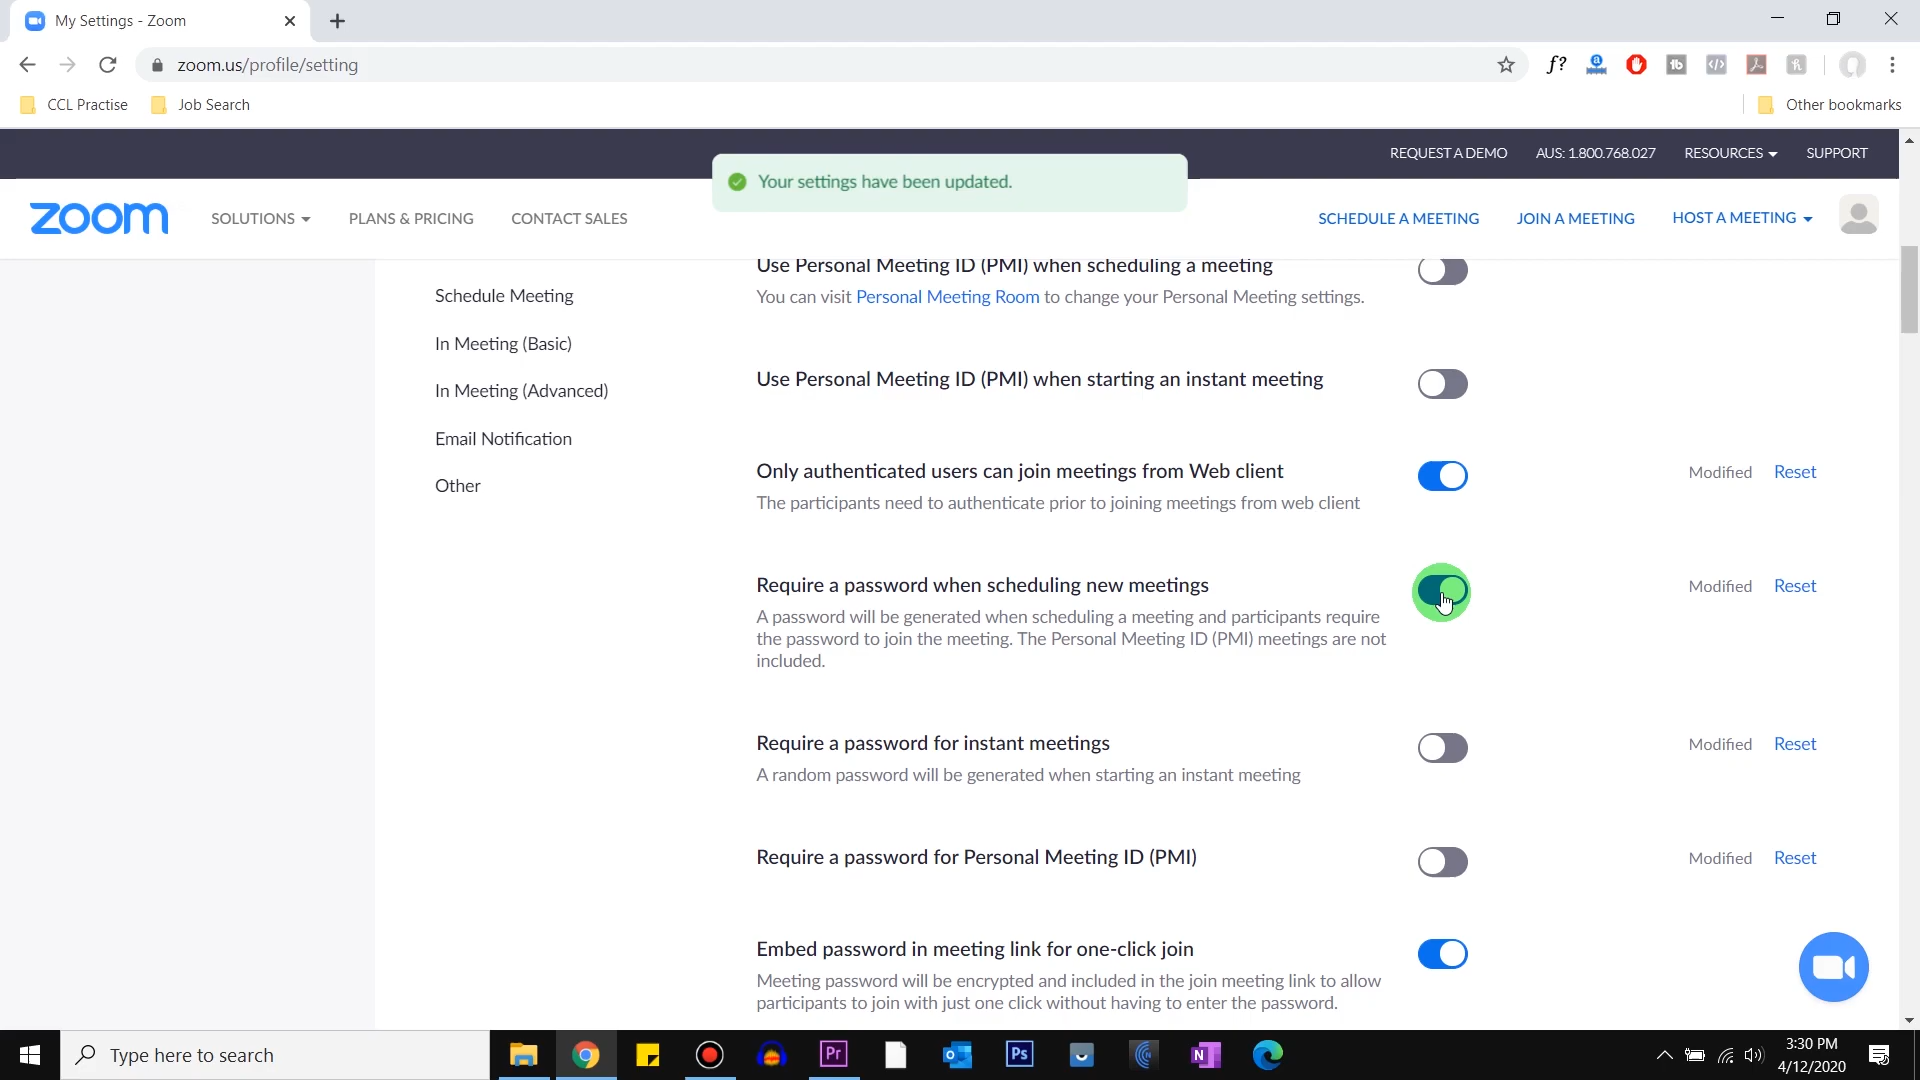 My Settings - Zoom
zoom.us/profile/setting
f?
CCL Practise
Job Search
Other bookmarks
REQUEST A DEMO
AUS: 1.800.768.027
RESOURCES
SUPPORT
Your settings have been updated.
zoom
SOLUTIONS
PLANS & PRICING
CONTACT SALES
SCHEDULE A MEETING
JOIN A MEETING
HOST A MEETING
Schedule Meeting
In Meeting (Basic)
In Meeting (Advanced)
Email Notification
Other
Use Personal Meeting ID (PMI) when scheduling a meeting
You can visit Personal Meeting Room to change your Personal Meeting settings.
Use Personal Meeting ID (PMI) when starting an instant meeting
Only authenticated users can join meetings from Web client
Modified Reset
The participants need to authenticate prior to joining meetings from web client
Require a password when scheduling new meetings
Modified Reset
A password will be generated when scheduling a meeting and participants require
the password to join the meeting. The Personal Meeting ID (PMI) meetings are not
included.
Require a password for instant meetings
Modified Reset
A random password will be generated when starting an instant meeting
Require a password for Personal Meeting ID (PMI)
Modified Reset
Embed password in meeting link for one-click join
Meeting password will be encrypted and included in the join meeting link to allow
participants to join with just one click without having to enter the password.
Type here to search
Pr
Ps
N
3:30 PM
4/12/2020